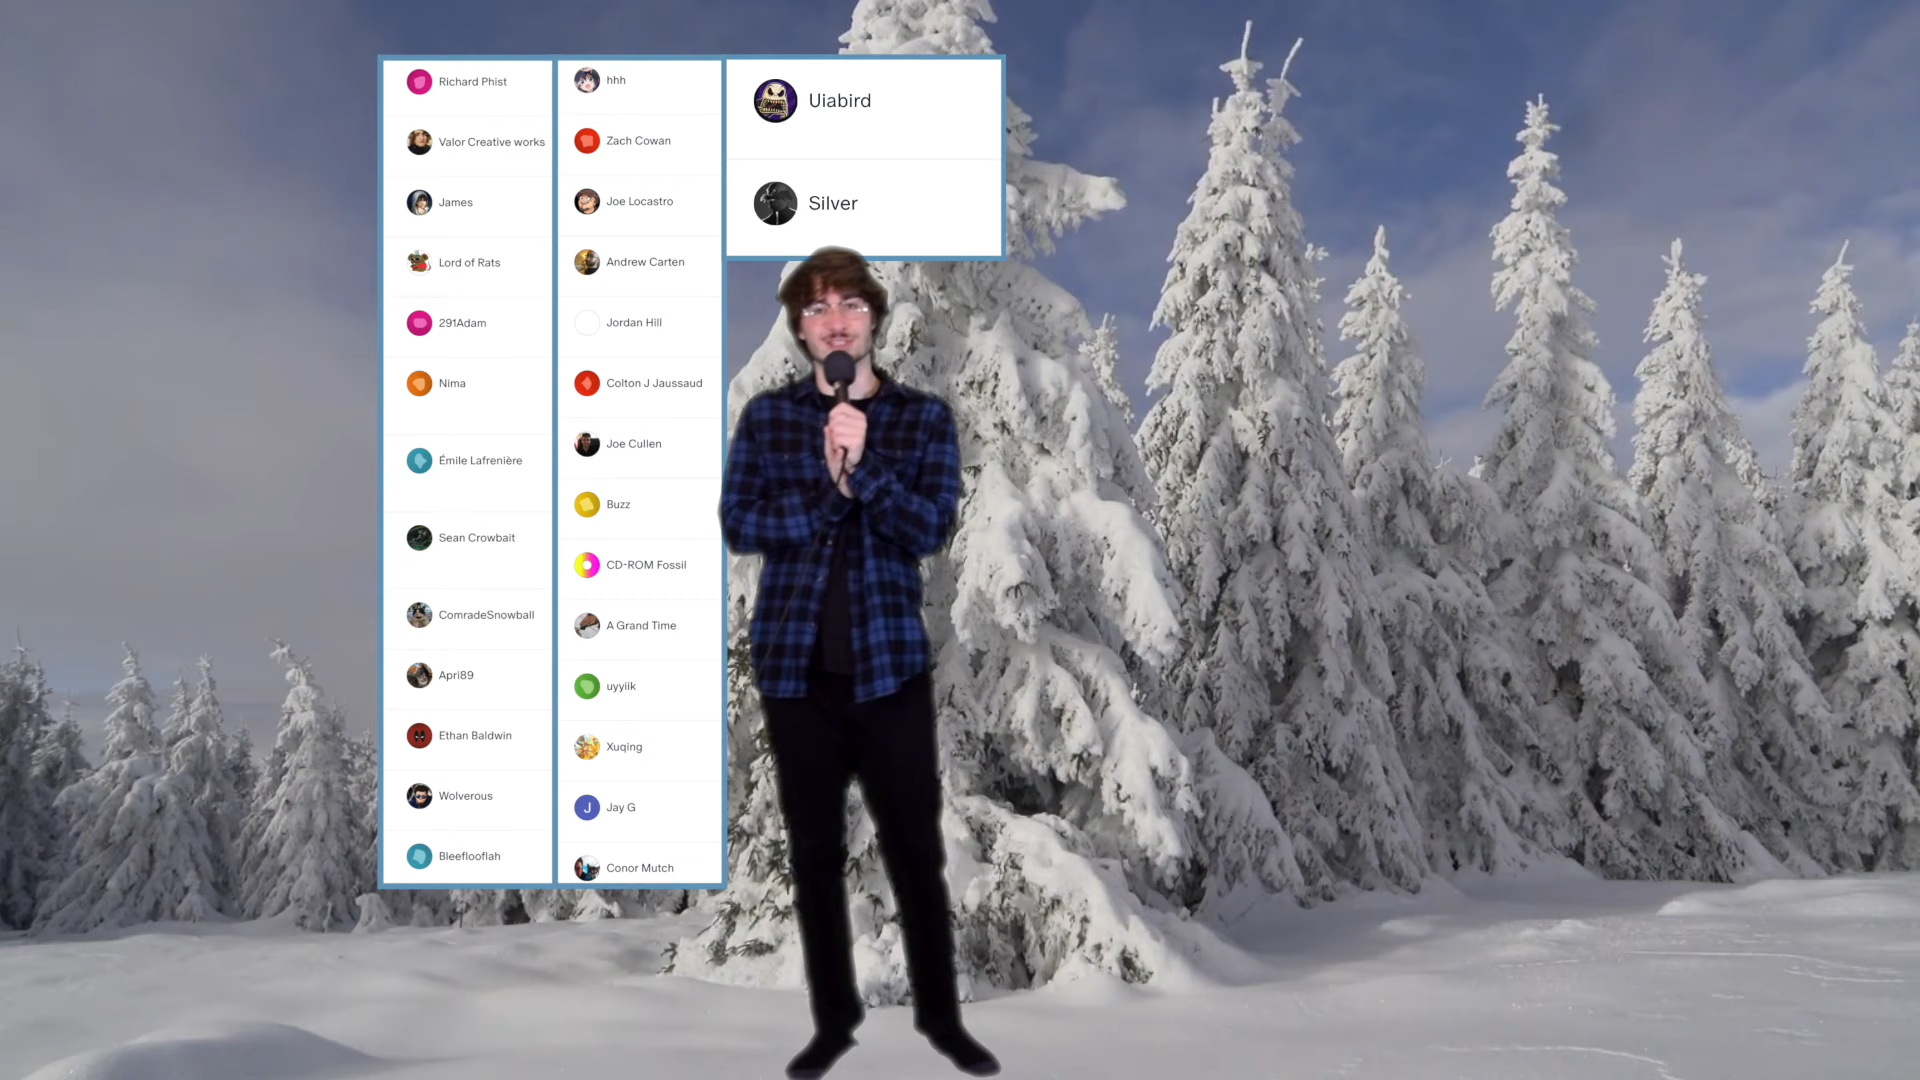 Richard Phist
Valor Creative works
James
Lord of Rats
291Adam
Nima
Émile Lafrenière
Sean Crowbait
ComradeSnowball
Apri89
Ethan Baldwin
Wolverous
Bleeflooflah
hhh
Zach Cowan
Joe Locastro
Andrew Carten
Jordan Hill
Colton J Jaussaud
Joe Cullen
Buzz
CD-ROM Fossil
A Grand Time
uyyiik
Xuqing
J
Jay G
Conor Mutch
Uiabird
Silver